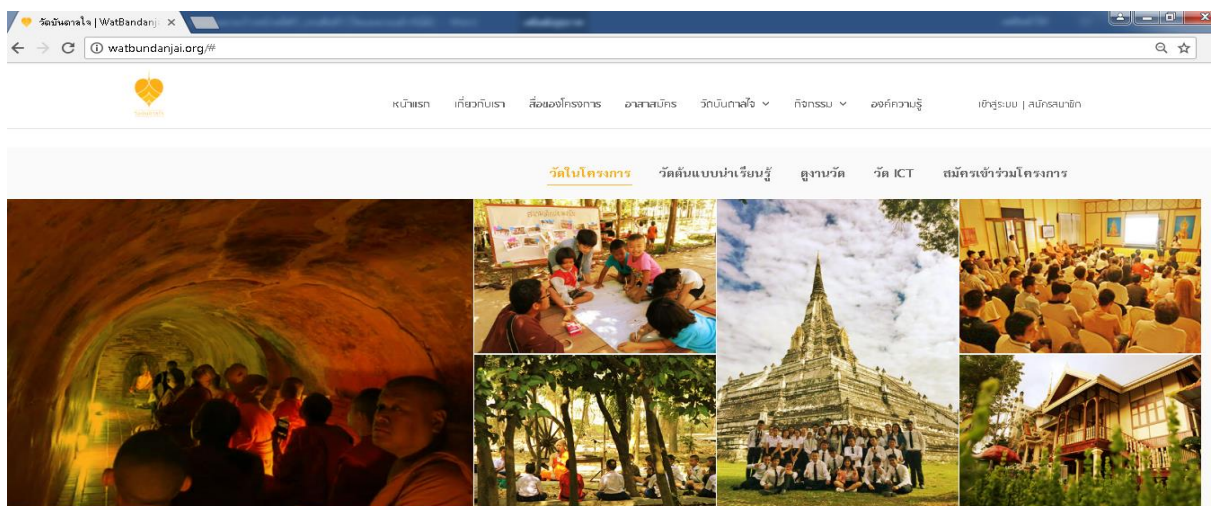 วัดบันดาลใจ | WatBandanj
watbundanjai.org/#
หน้าแรก เกี่ยวกับเรา สื่อของโครงการ อาสาสมัคร วัดบันดาลใจ กิจกรรม องค์ความรู้ เข้าสู่ระบบ | สมัครสมาชิก
วัดในโครงการ วัดต้นแบบน่าเรียนรู้ ดูงานวัด วัด ICT สมัครเข้าร่วมโครงการ